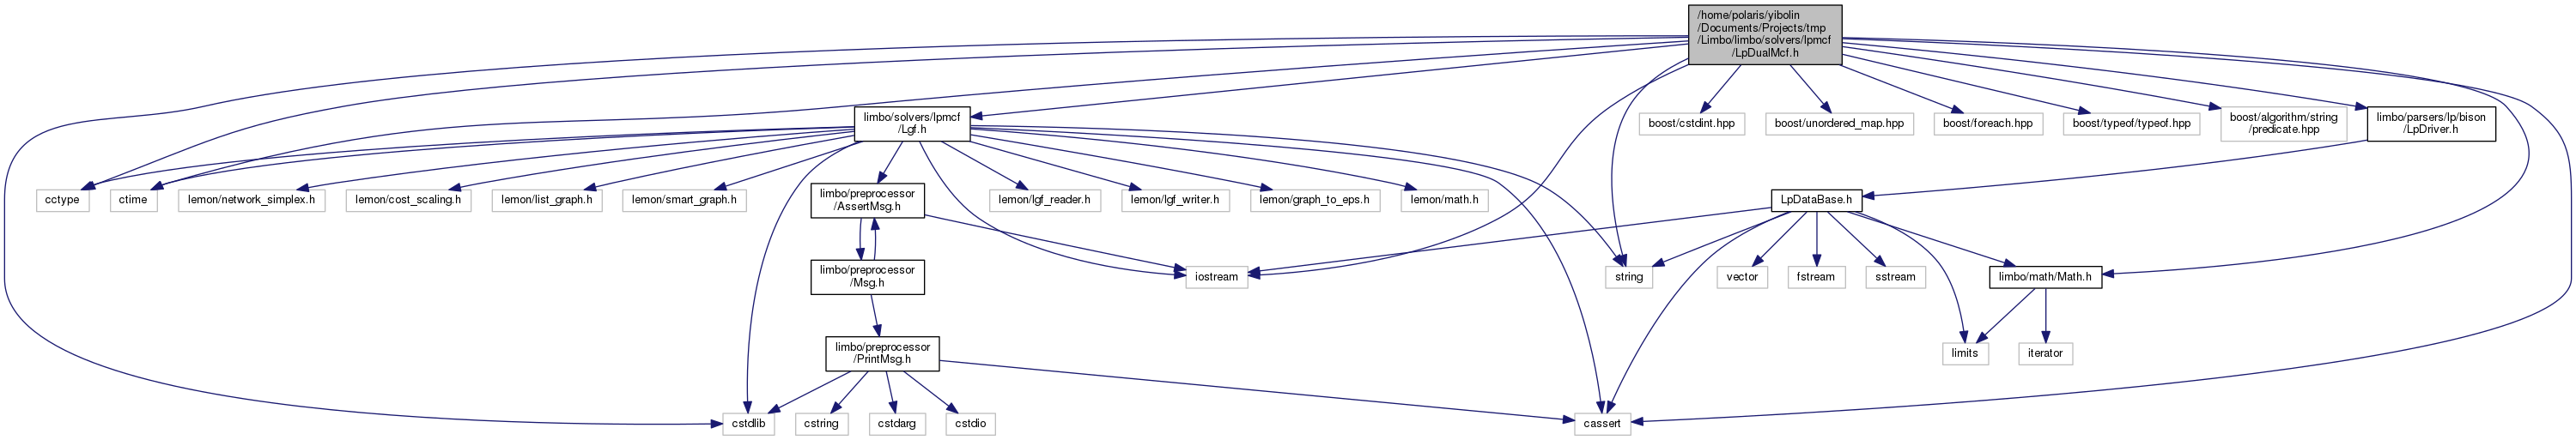 /home/polaris/yibolin
/Documents/Projects/tmp
/Limbo/limbo/solvers/lpmcf
/LpDualMcf.h
limbo/solvers/lpmcf
/Lgf.h
boost/cstdint.hpp
boost/unordered_map.hpp
boost/foreach.hpp
boost/typeof/typeof.hpp
boost/algorithm/string
/predicate.hpp
limbo/parsers/lp/bison
/LpDriver.h
cctype
ctime
lemon/network_simplex.h
lemon/cost_scaling.h
lemon/list_graph.h
lemon/smart_graph.h
limbo/preprocessor
/AssertMsg.h
lemon/lgf_reader.h
lemon/lgf_writer.h
lemon/graph_to_eps.h
lemon/math.h
LpDataBase.h
limbo/preprocessor
/Msg.h
iostream
string
vector
fstream
sstream
limbo/math/Math.h
limbo/preprocessor
/PrintMsg.h
limits
iterator
cstdlib
cstring
cstdarg
cstdio
cassert